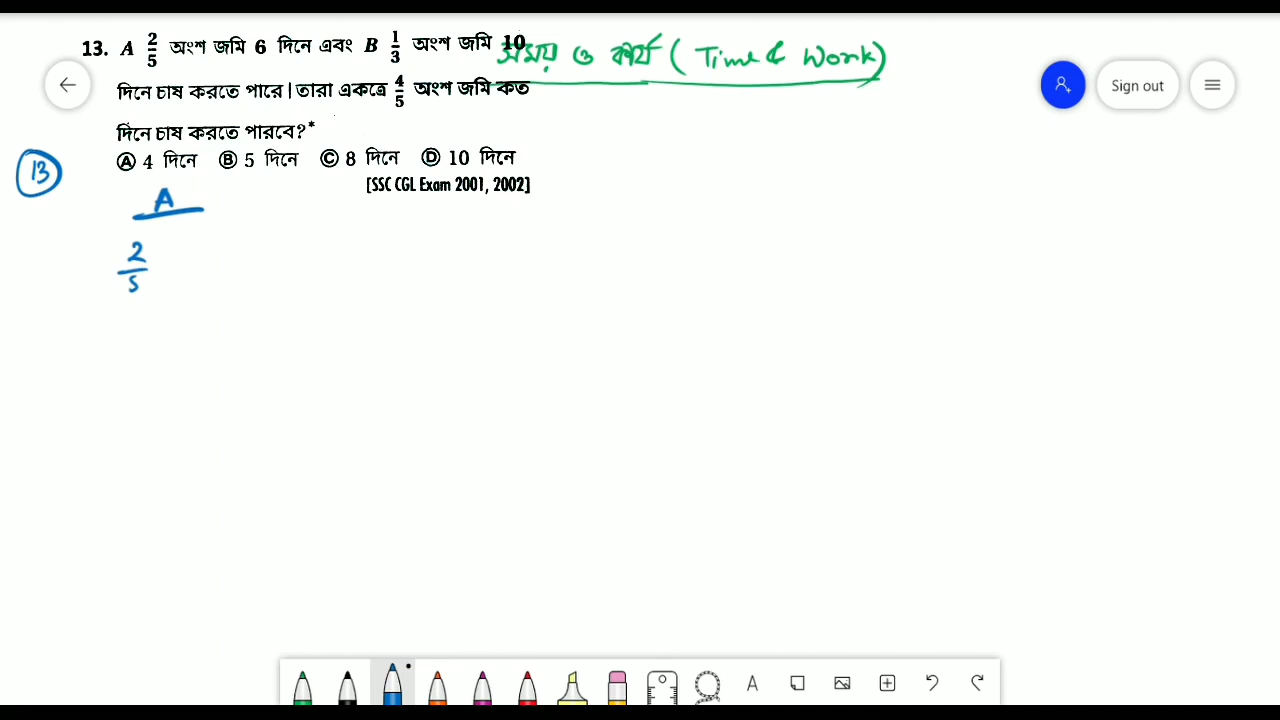 13. A 2/5 অংশ জমি 6 দিনে এবং B 1/3 অংশ জমি 10
দিনে চাষ করতে পারে। তারা একত্রে 4/5 অংশ জমি কত
দিনে চাষ করতে পারবে?*
Ⓐ 4 দিনে Ⓑ 5 দিনে Ⓒ 8 দিনে Ⓓ 10 দিনে
[SSC CGL Exam 2001, 2002]
সময় ও কার্য (Time & Work)
Sign out
13
A
2/5
A